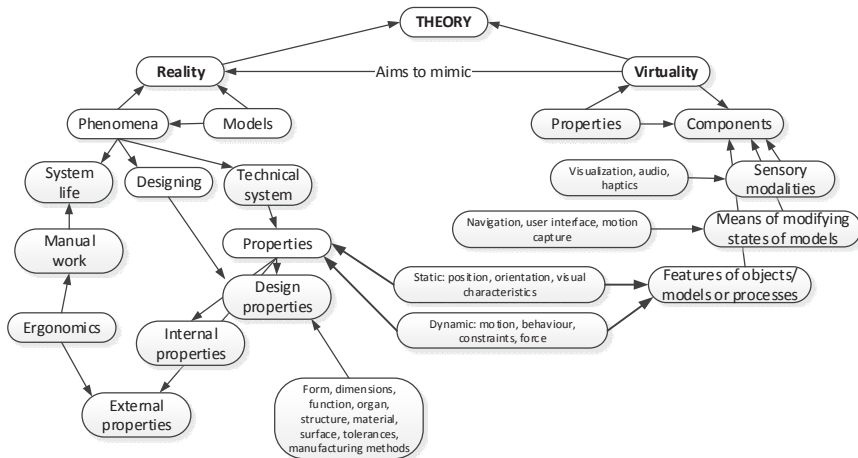 THEORY
Reality
Aims to mimic
Virtuality
Phenomena
Models
Properties
Components
System
life
Designing
Technical
system
Visualization, audio,
haptics
Sensory
modalities
Manual
work
Properties
Navigation, user interface, motion
capture
Means of modifying
states of models
Design
properties
Static: position, orientation, visual
characteristics
Features of objects/
models or processes
Ergonomics
Internal
properties
Dynamic: motion, behaviour,
constraints, force
External
properties
Form, dimensions,
function, organ,
structure, material,
surface, tolerances,
manufacturing methods